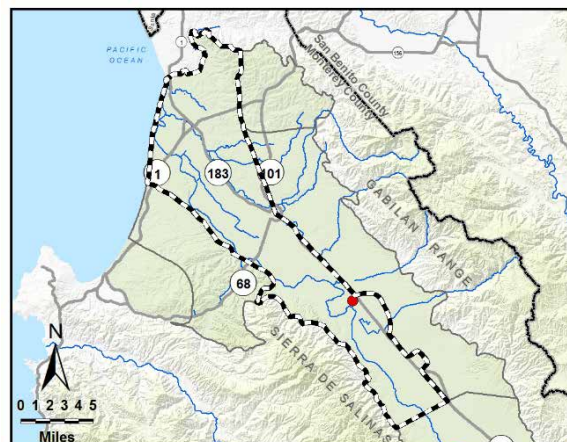 PACIFIC
OCEAN
1
156
San Benito County
Monterey County
1
183
101
GABILAN RANGE
68
SIERRA DE SALINAS
N
0 1 2 3 4 5
Miles